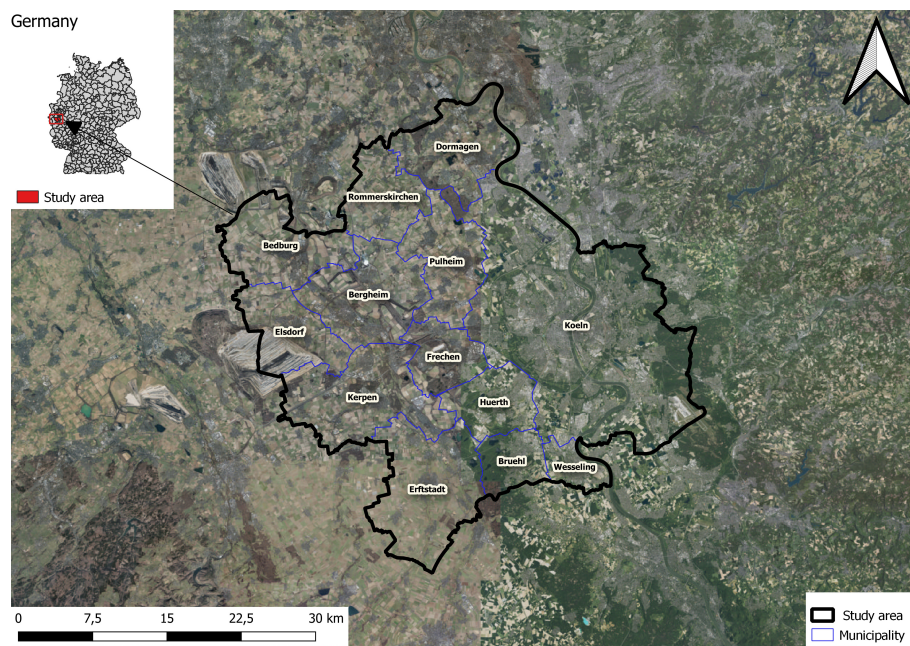 Germany
Study area
Dormagen
Rommerskirchen
Bedburg
Pulheim
Bergheim
Koeln
Elsdorf
Frechen
Kerpen
Huerth
Bruehl
Wesseling
Erftstadt
0 7,5 15 22,5 30 km
Study area
Municipality